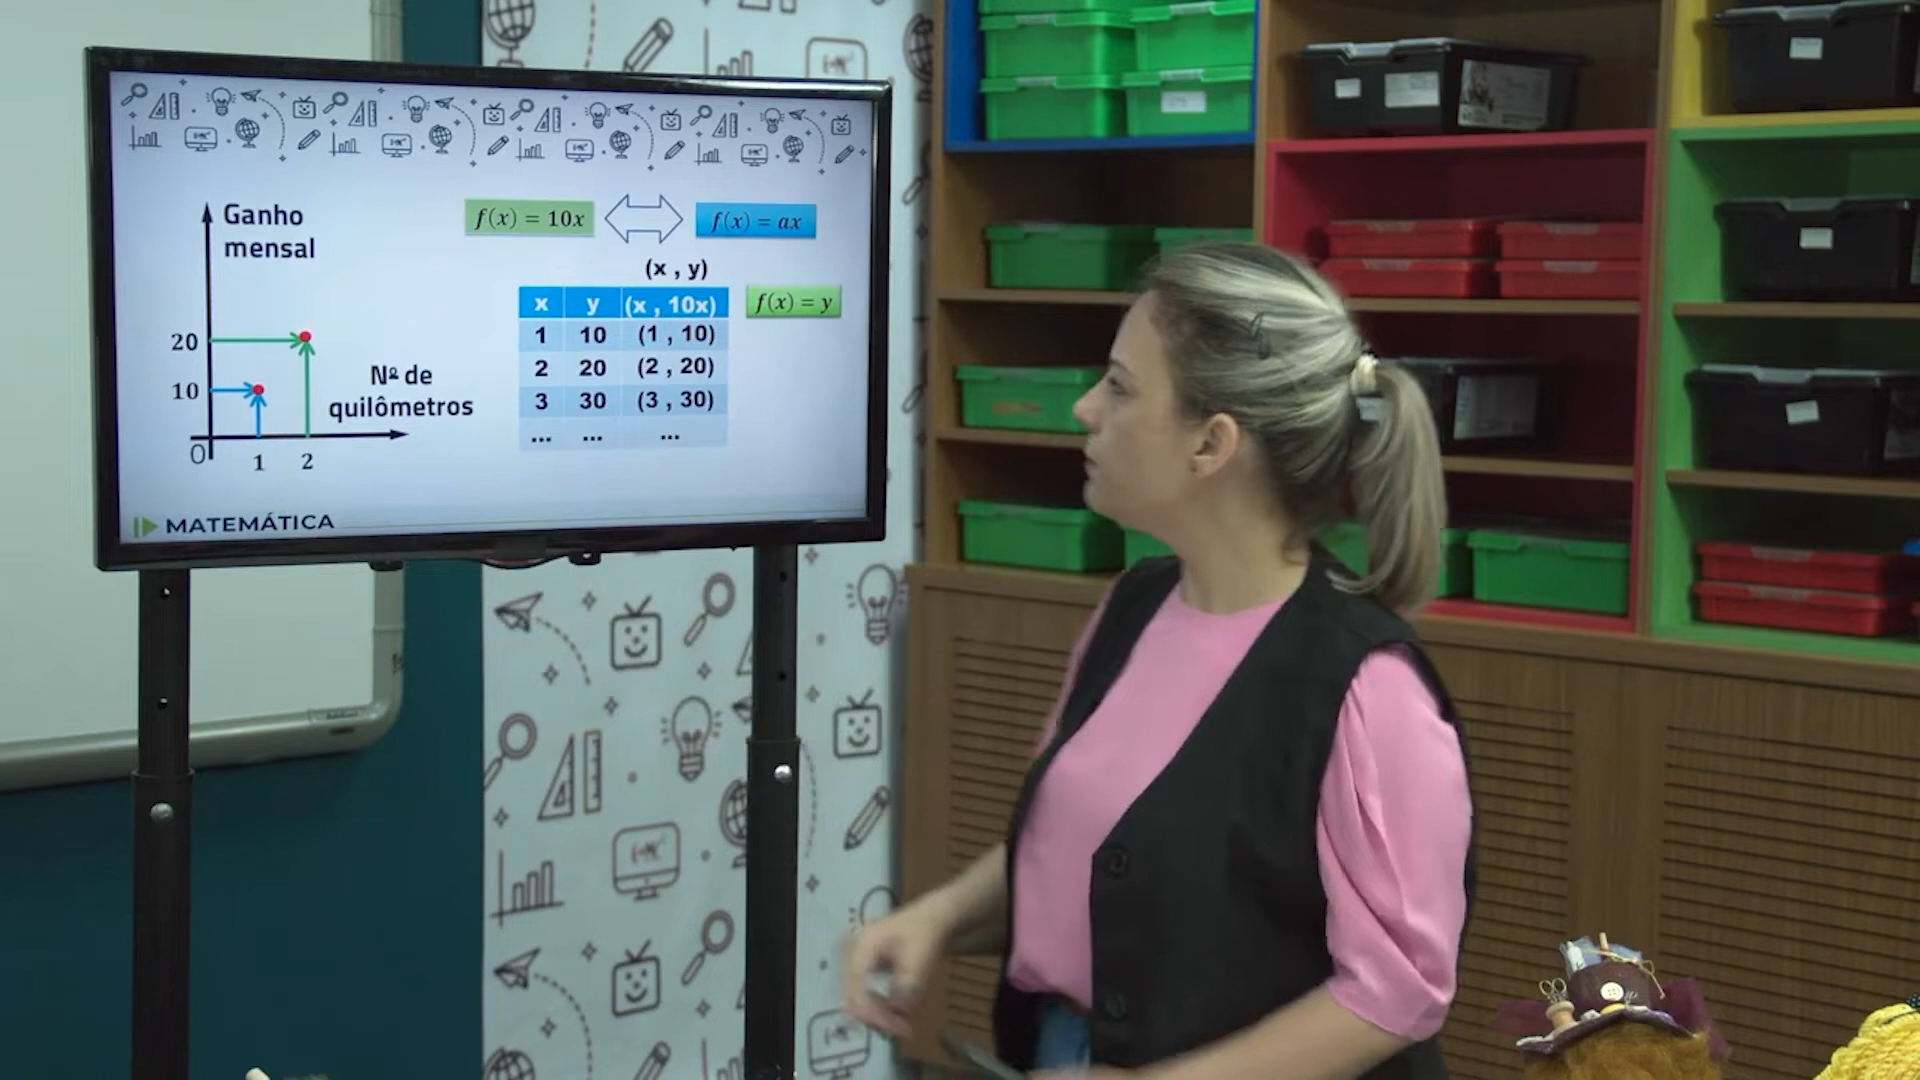 Ganho
mensal
f(x) = 10x
f(x) = ax
(x , y)
x y (x , 10x)
f(x) = y
1 10 (1 , 10)
2 20 (2 , 20)
3 30 (3 , 30)
... ... ...
20
10
Nº de
quilômetros
O
1 2
MATEMÁTICA